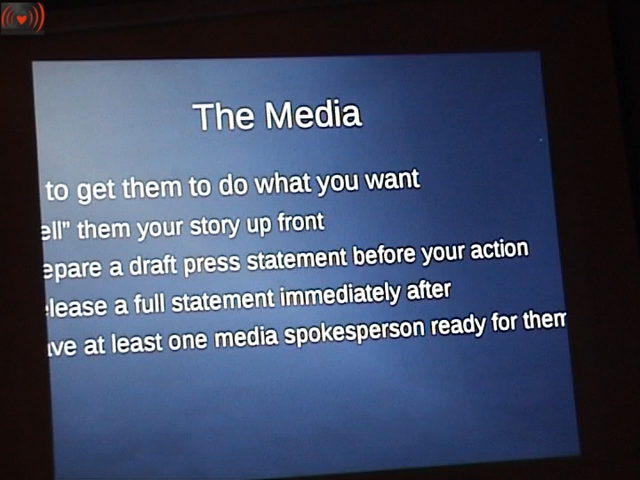 The Media
to get them to do what you want
ell" them your story up front
epare a draft press statement before your action
lease a full statement immediately after
ve at least one media spokesperson ready for them